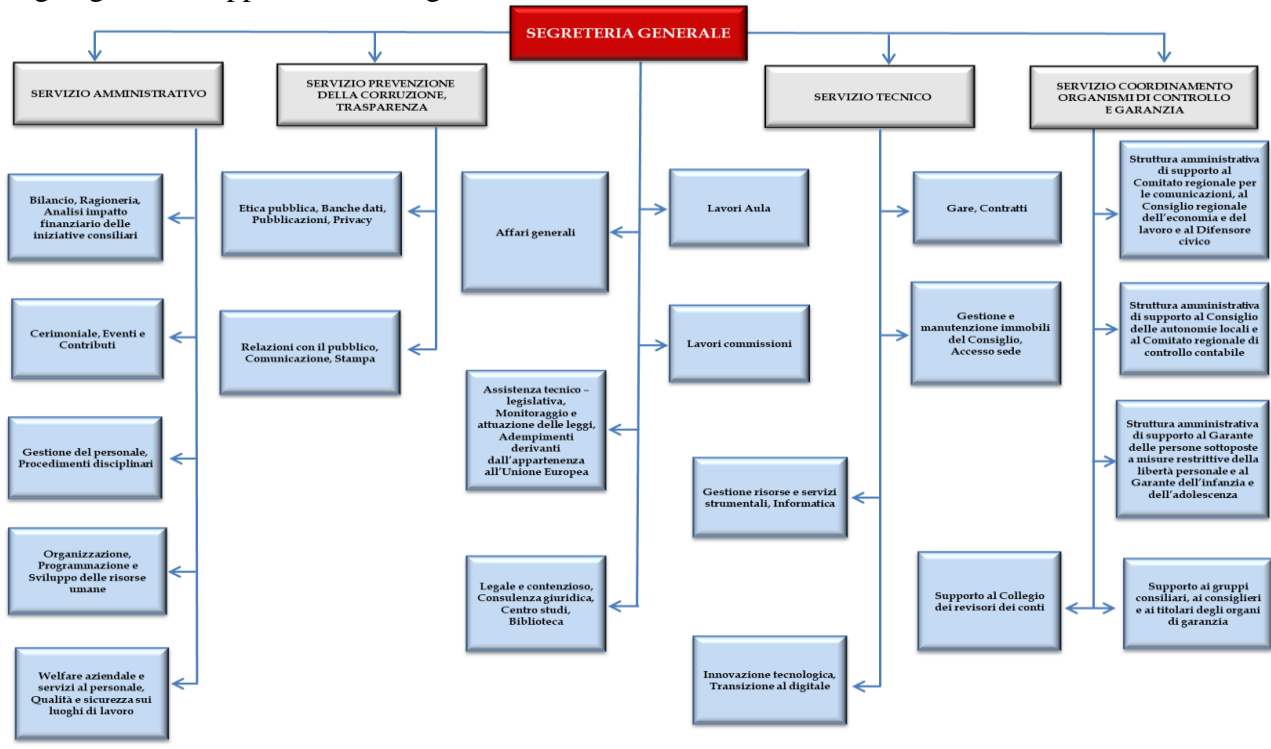 SEGRETERIA GENERALE
SERVIZIO AMMINISTRATIVO
SERVIZIO PREVENZIONE
DELLA CORRUZIONE,
TRASPARENZA
SERVIZIO TECNICO
SERVIZIO COORDINAMENTO
ORGANISMI DI CONTROLLO
E GARANZIA
Bilancio, Ragioneria,
Analisi impatto
finanziario delle
iniziative consiliari
Cerimoniale, Eventi e
Contributi
Gestione del personale,
Procedimenti disciplinari
Organizzazione,
Programmazione e
Sviluppo delle risorse
umane
Welfare aziendale e
servizi al personale,
Qualità e sicurezza sui
luoghi di lavoro
Etica pubblica, Banche dati,
Pubblicazioni, Privacy
Relazioni con il pubblico,
Comunicazione, Stampa
Affari generali
Lavori Aula
Lavori commissioni
Assistenza tecnico –
legislativa,
Monitoraggio e
attuazione delle leggi,
Adempimenti
derivanti
dall'appartenenza
all'Unione Europea
Legale e contenzioso,
Consulenza giuridica,
Centro studi,
Biblioteca
Gare, Contratti
Gestione e
manutenzione immobili
del Consiglio,
Accesso sede
Gestione risorse e servizi
strumentali, Informatica
Innovazione tecnologica,
Transizione al digitale
Struttura amministrativa
di supporto al
Comitato regionale per
le comunicazioni, al
Consiglio regionale
dell'economia e del
lavoro e al Difensore
civico
Struttura amministrativa
di supporto al Consiglio
delle autonomie locali e
al Comitato regionale di
controllo contabile
Struttura amministrativa
di supporto al Garante
delle persone sottoposte
a misure restrittive della
libertà personale e al
Garante dell'infanzia e
dell'adolescenza
Supporto al Collegio
dei revisori dei conti
Supporto ai gruppi
consiliari, ai consiglieri
e ai titolari degli organi
di garanzia